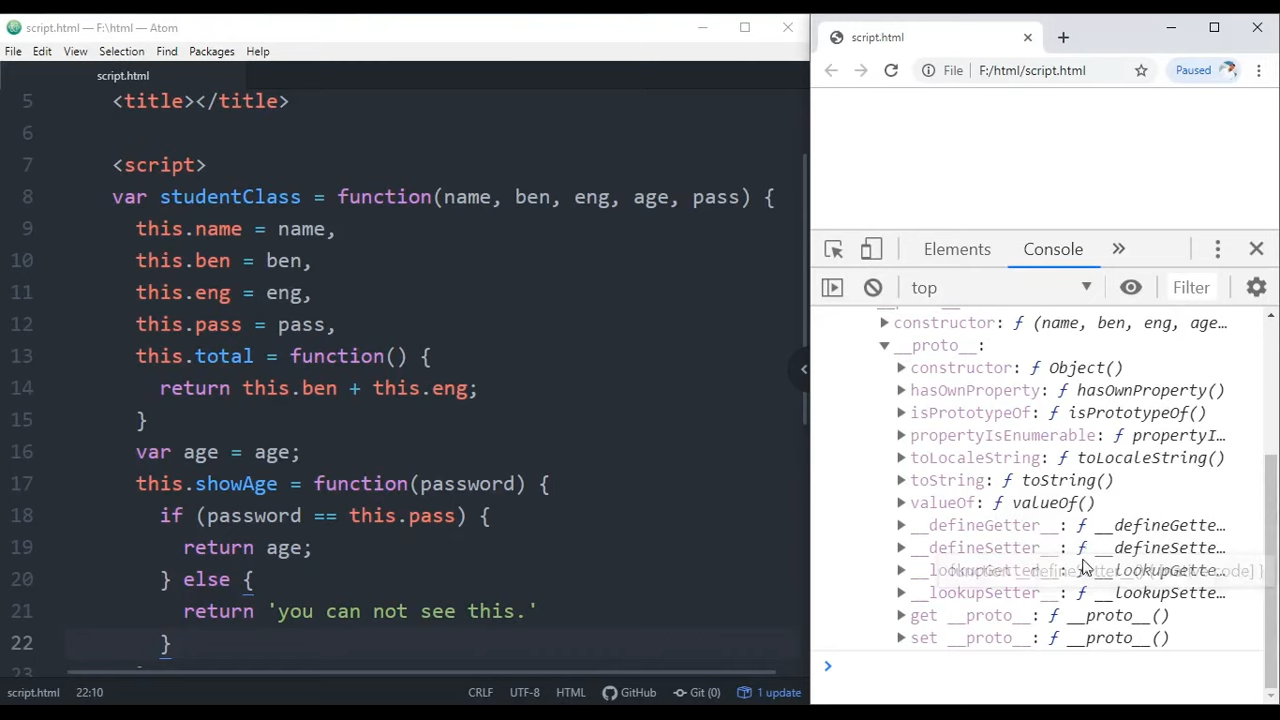 script.html — F:\html — Atom
File Edit View Selection Find Packages Help
script.html
5 <title></title>
6
7 <script>
8 var studentClass = function(name, ben, eng, age, pass) {
9 this.name = name,
10 this.ben = ben,
11 this.eng = eng,
12 this.pass = pass,
13 this.total = function() {
14 return this.ben + this.eng;
15 }
16 var age = age;
17 this.showAge = function(password) {
18 if (password == this.pass) {
19 return age;
20 } else {
21 return 'you can not see this.'
22 }
23
script.html 22:10 CRLF UTF-8 HTML GitHub Git (0) 1 update
script.html
File F:/html/script.html Paused
Elements Console
top Filter
constructor: ƒ (name, ben, eng, age…
__proto__:
constructor: ƒ Object()
hasOwnProperty: ƒ hasOwnProperty()
isPrototypeOf: ƒ isPrototypeOf()
propertyIsEnumerable: ƒ propertyI…
toLocaleString: ƒ toLocaleString()
toString: ƒ toString()
valueOf: ƒ valueOf()
__defineGetter__: ƒ __defineGette…
__defineSetter__: ƒ __defineSette…
__lookupGetter__: ƒ __lookupGette…
__lookupSetter__: ƒ __lookupSette…
get __proto__: ƒ __proto__()
set __proto__: ƒ __proto__()